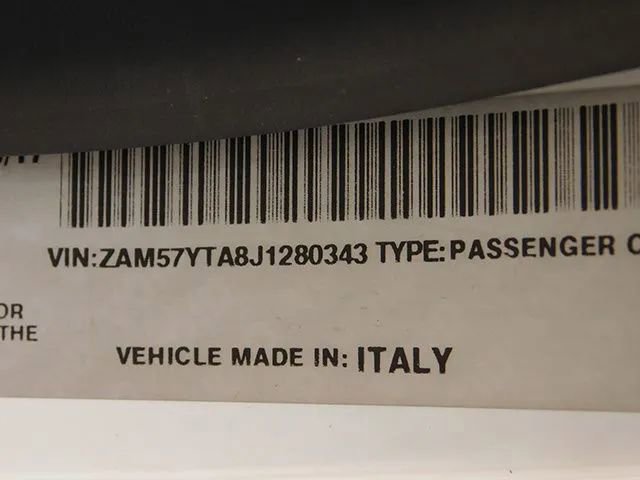 VIN:ZAM57YTA8J1280343 TYPE:PASSENGER
OR
THE
VEHICLE MADE IN: ITALY